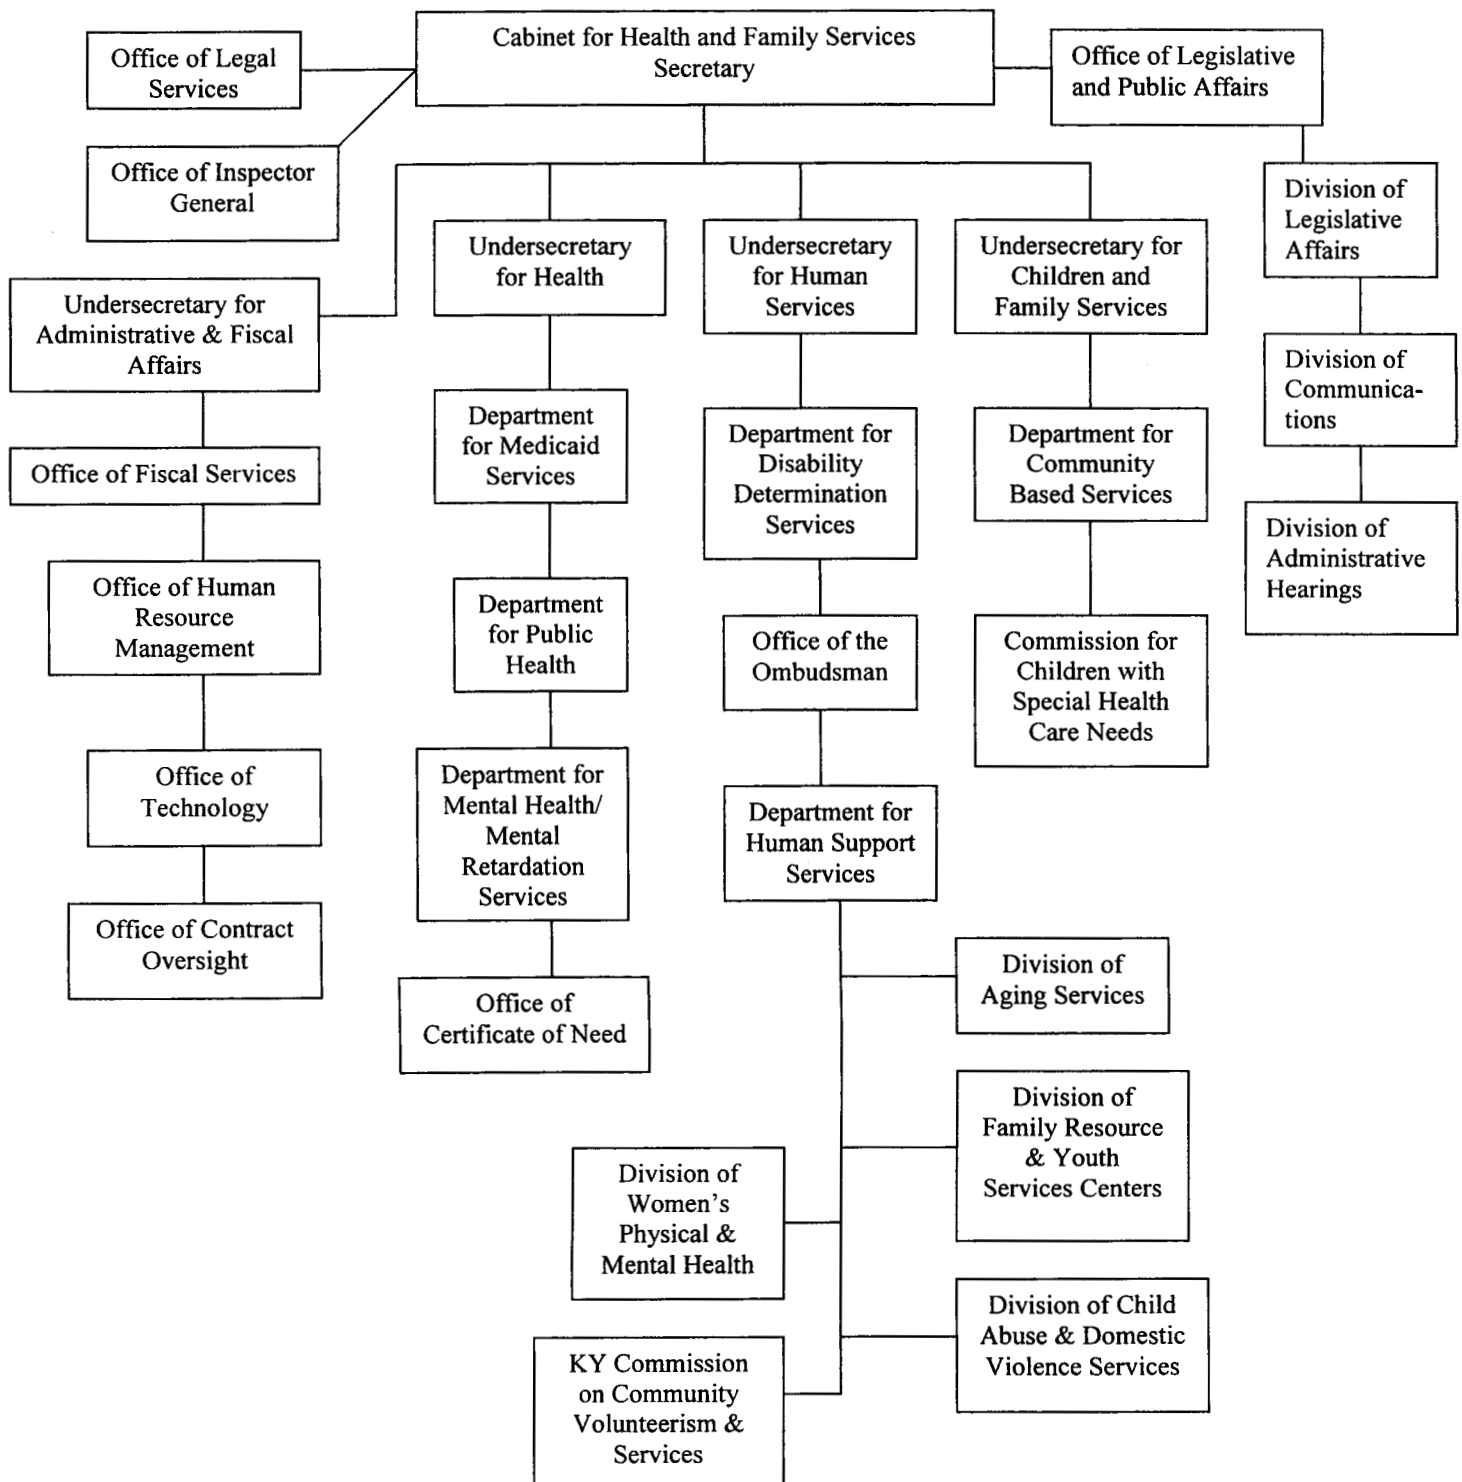 Cabinet for Health and Family Services
Secretary
Office of Legal
Services
Office of Legislative
and Public Affairs
Office of Inspector
General
Division of
Legislative
Affairs
Undersecretary
for Health
Undersecretary
for Human
Services
Undersecretary for
Children and
Family Services
Undersecretary for
Administrative & Fiscal
Affairs
Division of
Communica-
tions
Department
for Medicaid
Services
Department for
Disability
Determination
Services
Department for
Community
Based Services
Office of Fiscal Services
Division of
Administrative
Hearings
Office of Human
Resource
Management
Department
for Public
Health
Office of the
Ombudsman
Commission for
Children with
Special Health
Care Needs
Office of
Technology
Department for
Mental Health/
Mental
Retardation
Services
Department for
Human Support
Services
Office of Contract
Oversight
Office of
Certificate of Need
Division of
Aging Services
Division of
Family Resource
& Youth
Services Centers
Division of
Women's
Physical &
Mental Health
Division of Child
Abuse & Domestic
Violence Services
KY Commission
on Community
Volunteerism &
Services